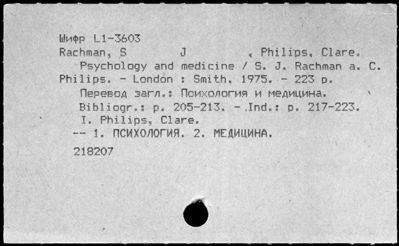 Шифр L1-3603
Rachman, S J , Philips, Clare.
Psychology and medicine / S. J. Rachman a. C.
Philips. - London : Smith, 1975. - 223 p.
Перевод загл.: Психология и медицина.
Bibliogr.: p. 205-213. - Ind.: p. 217-223.
I. Philips, Clare.
-- 1. ПСИХОЛОГИЯ. 2. МЕДИЦИНА.
218207